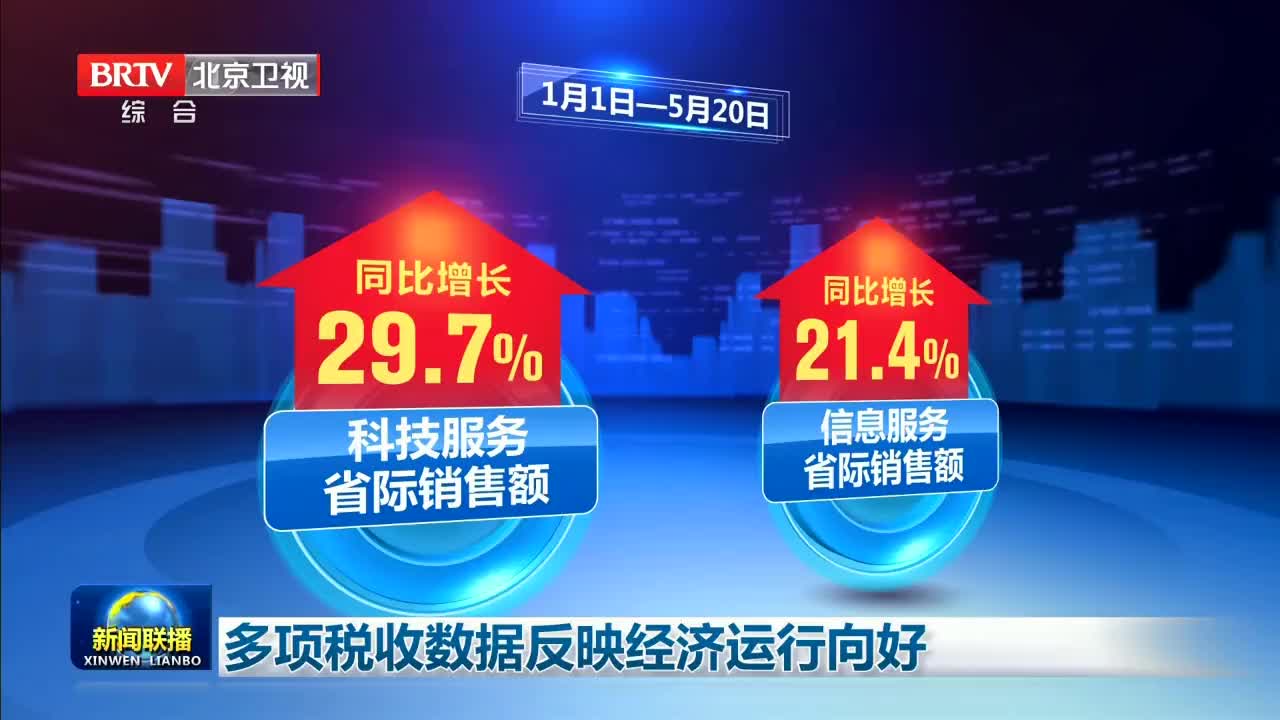 BRTV 北京卫视
综合
1月1日—5月20日
同比增长
29.7%
科技服务
省际销售额
同比增长
21.4%
信息服务
省际销售额
新闻联播
XINWEN LIANBO
多项税收数据反映经济运行向好